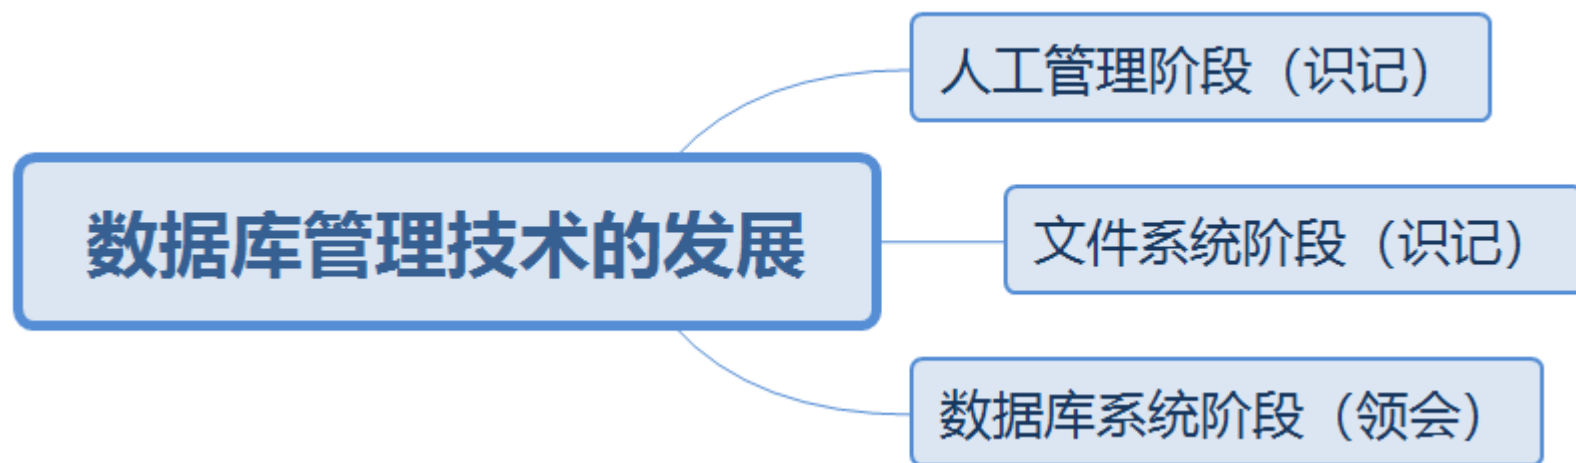 人工管理阶段（识记）
数据库管理技术的发展
文件系统阶段（识记）
数据库系统阶段（领会）